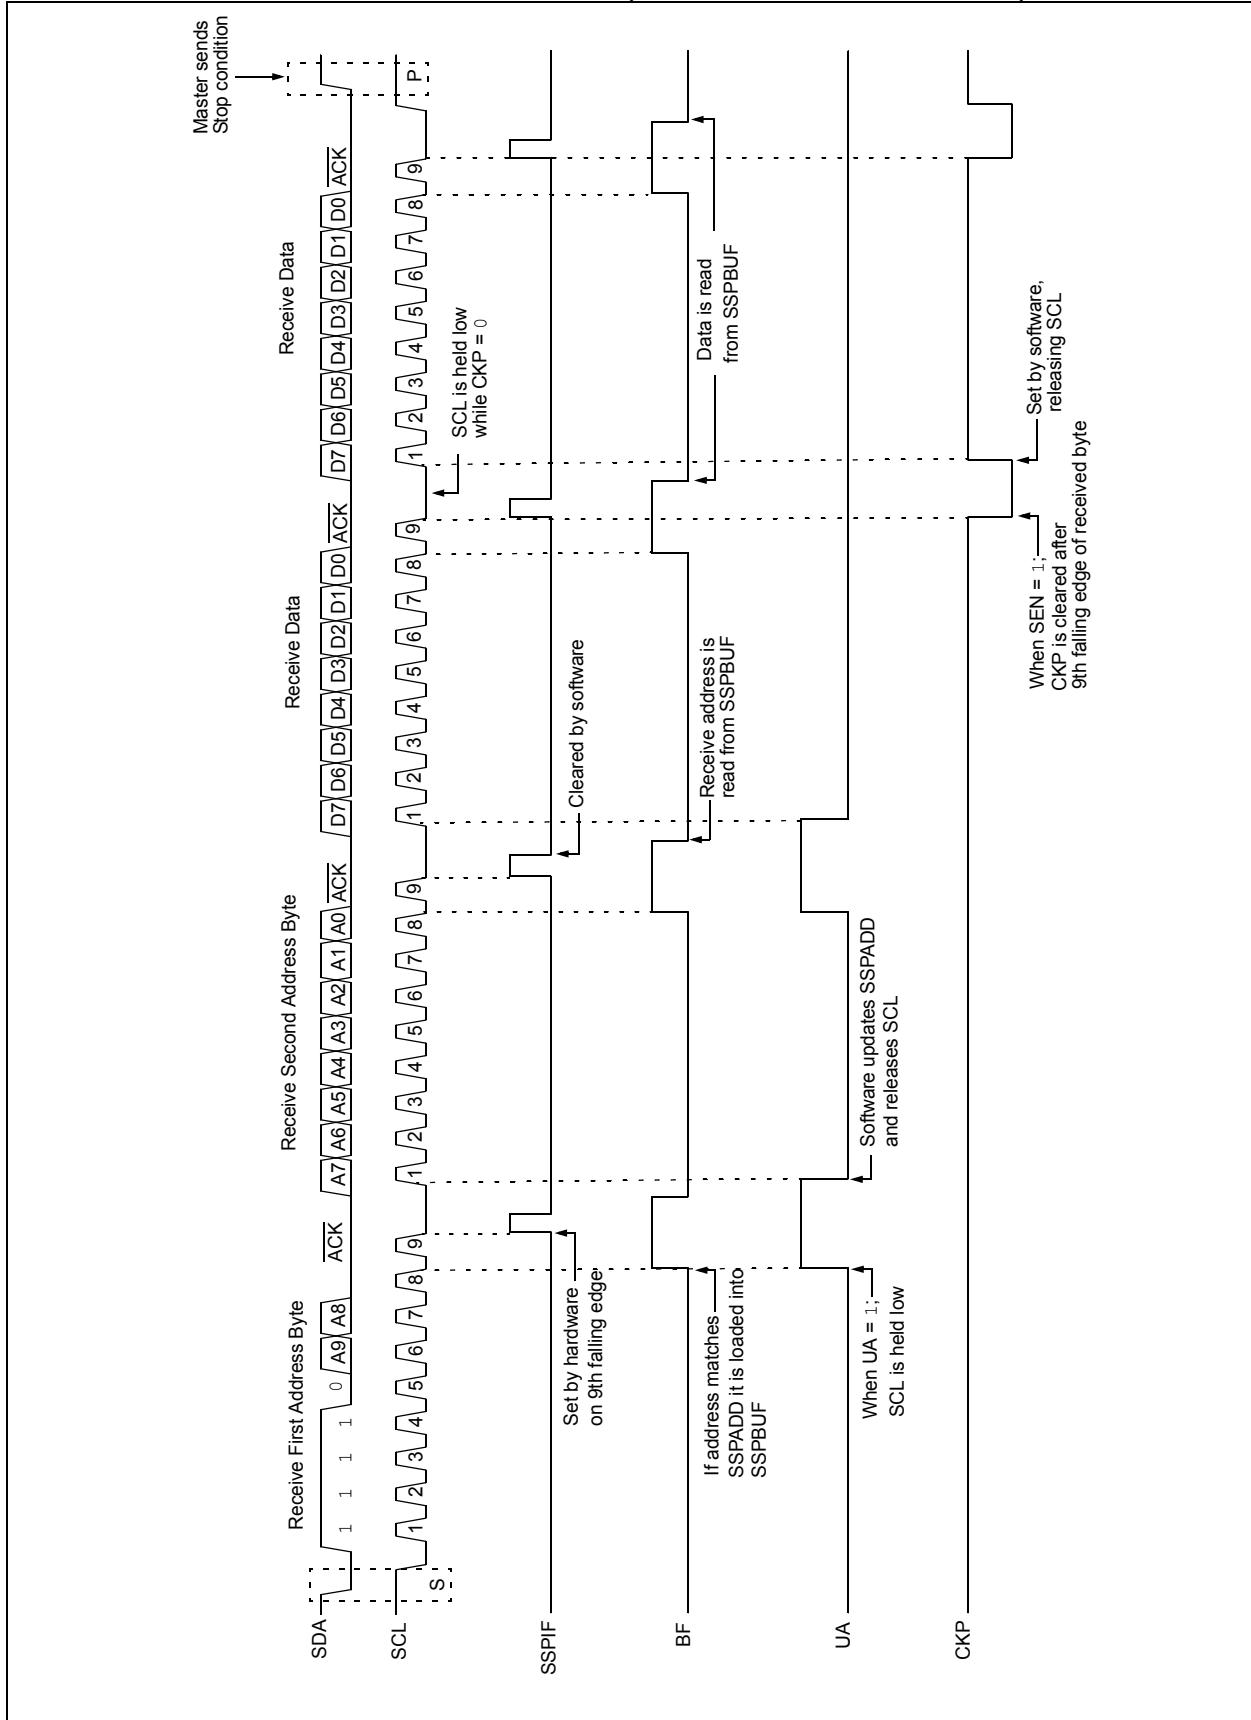 Master sends
Stop condition
Receive First Address Byte
Receive Second Address Byte
Receive Data
Receive Data
SDA
1 1 1 1 0 A9 A8 ACK
A7 A6 A5 A4 A3 A2 A1 A0 ACK
D7 D6 D5 D4 D3 D2 D1 D0 ACK
D7 D6 D5 D4 D3 D2 D1 D0 ACK
SCL
S
1 2 3 4 5 6 7 8 9
1 2 3 4 5 6 7 8 9
1 2 3 4 5 6 7 8 9
1 2 3 4 5 6 7 8 9
P
SCL is held low
while CKP = 0
SSPIF
Set by hardware
on 9th falling edge
Cleared by software
BF
If address matches
SSPADD it is loaded into
SSPBUF
Receive address is
read from SSPBUF
Data is read
from SSPBUF
UA
When UA = 1;
SCL is held low
Software updates SSPADD
and releases SCL
CKP
When SEN = 1;
CKP is cleared after
9th falling edge of received byte
Set by software,
releasing SCL